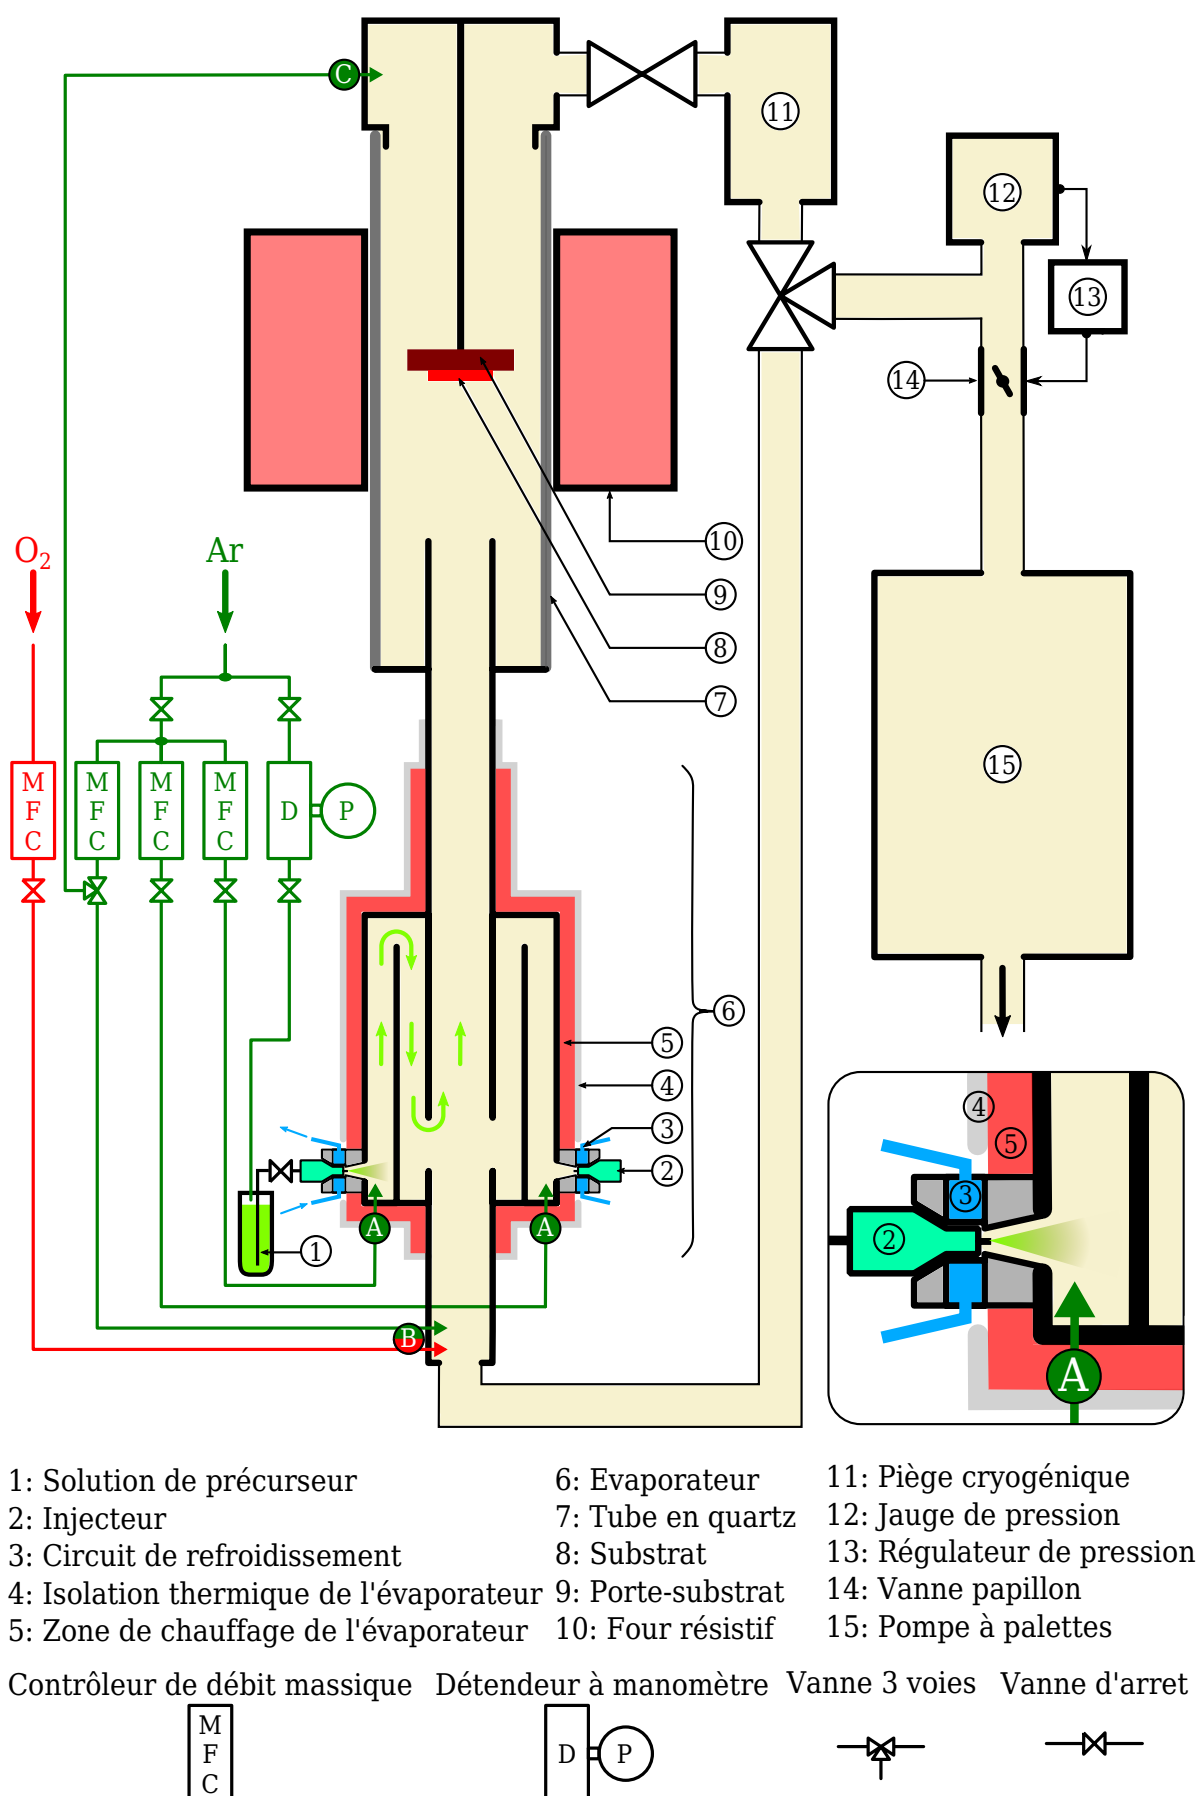 C
11
12
13
14
10
O2
Ar
9
8
7
15
M
F
C
M
F
C
M
F
C
M
F
C
D
P
6
5
4
3
2
A
A
1
B
4
5
3
2
A
1: Solution de précurseur
2: Injecteur
3: Circuit de refroidissement
4: Isolation thermique de l'évaporateur
5: Zone de chauffage de l'évaporateur
6: Evaporateur
7: Tube en quartz
8: Substrat
9: Porte-substrat
10: Four résistif
11: Piège cryogénique
12: Jauge de pression
13: Régulateur de pression
14: Vanne papillon
15: Pompe à palettes
Contrôleur de débit massique
Détendeur à manomètre
Vanne 3 voies
Vanne d'arret
M
F
C
D
P